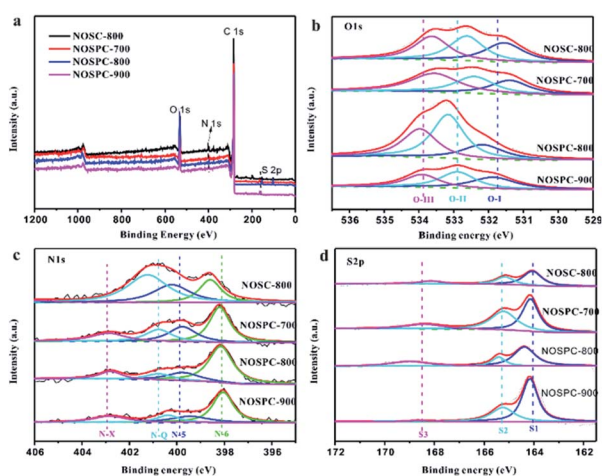 a
NOSC-800
NOSPC-700
NOSPC-800
NOSPC-900
C 1s
O 1s
N 1s
S 2p
Intensity (a.u.)
1200 1000 800 600 400 200 0
Binding Energy (eV)
b
O1s
NOSC-800
NOSPC-700
NOSPC-800
NOSPC-900
O-III O-II O-I
Intensity (a.u.)
536 535 534 533 532 531 530 529
Binding energy (eV)
c
N1s
NOSC-800
NOSPC-700
NOSPC-800
NOSPC-900
N-X N-Q N-5 N-6
Intensity (a.u.)
406 404 402 400 398 396
Binding energy (eV)
d
S2p
NOSC-800
NOSPC-700
NOSPC-800
NOSPC-900
S3 S2 S1
Intensity (a.u.)
172 170 168 166 164 162
Binding energy (eV)